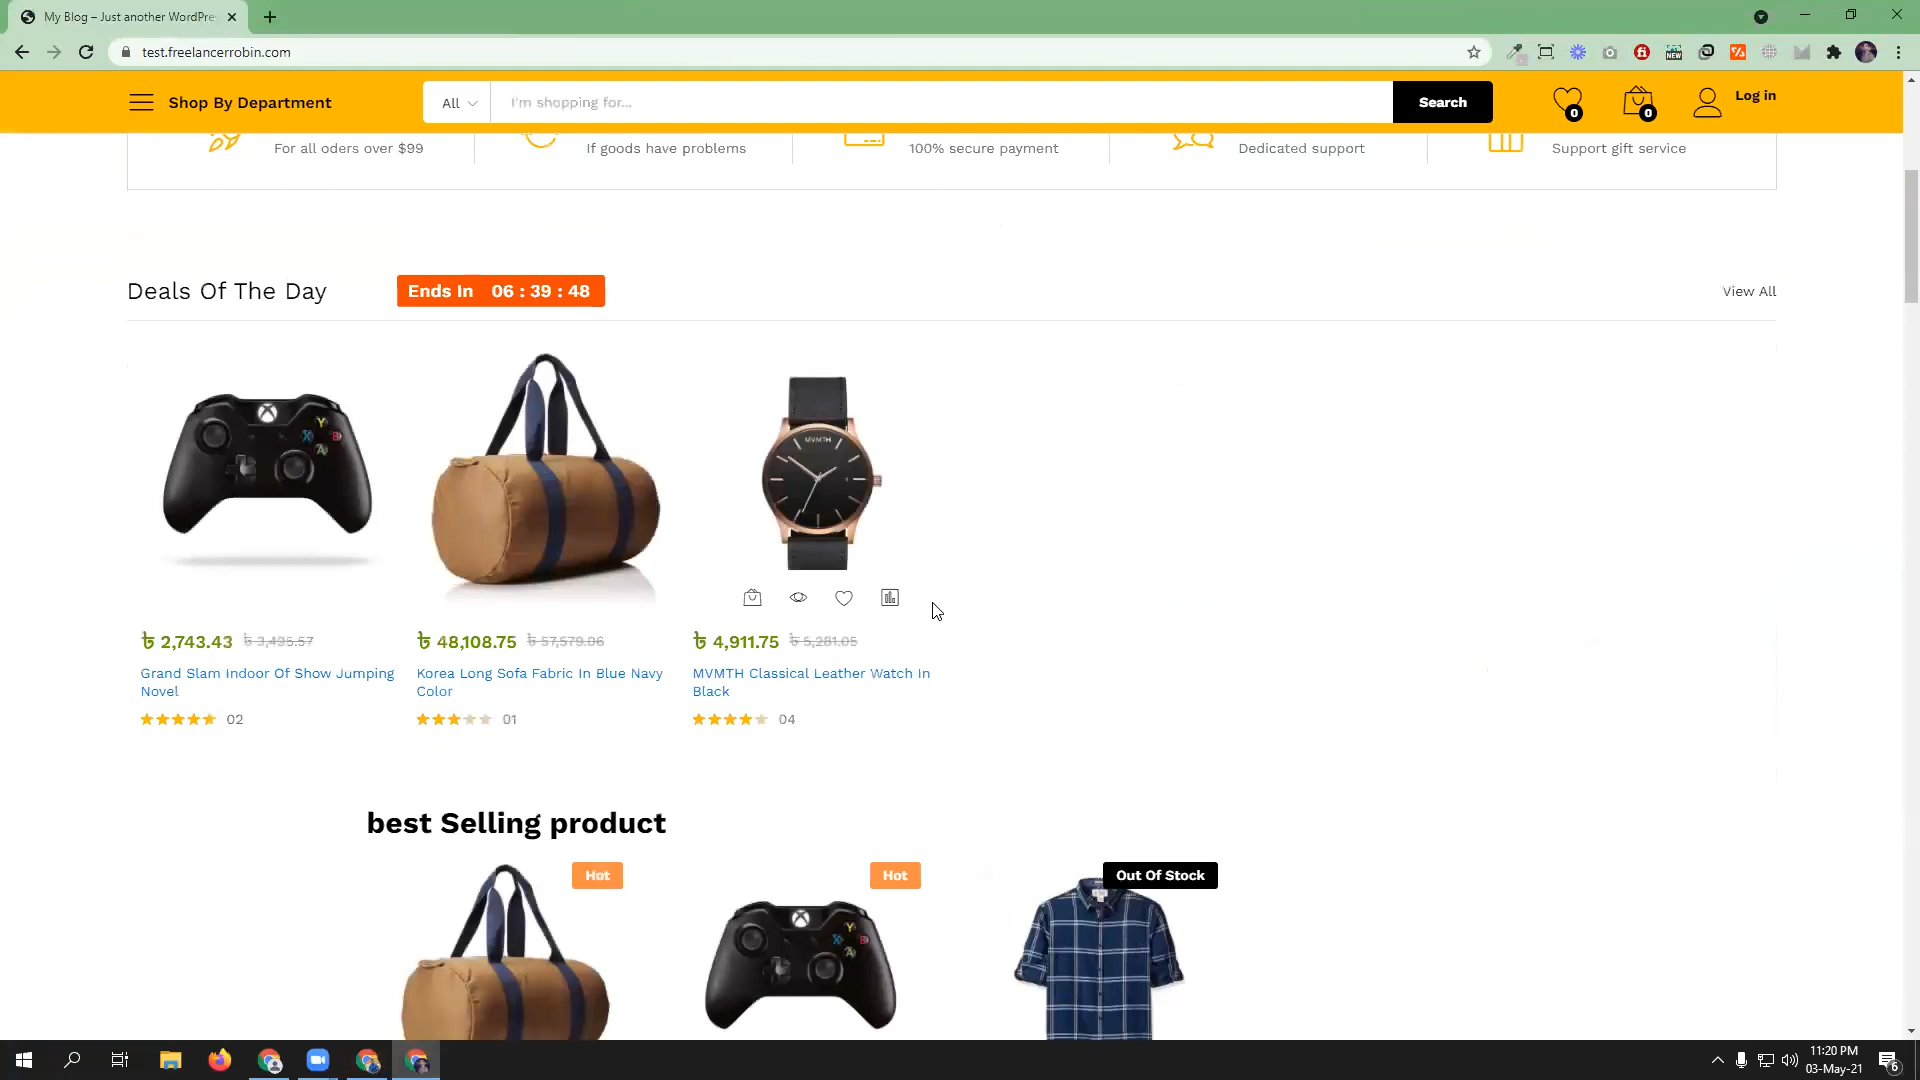 My Blog – Just another WordPre
test.freelancerrobin.com
Shop By Department
All
I'm shopping for...
Search
0
0
Log in
For all oders over $99
If goods have problems
100% secure payment
Dedicated support
Support gift service
Deals Of The Day
Ends In 06 : 39 : 48
View All
MVMTH
৳ 2,743.43 ৳ 3,495.57
৳ 48,108.75 ৳ 57,579.06
৳ 4,911.75 ৳ 5,281.05
Grand Slam Indoor Of Show Jumping
Novel
Korea Long Sofa Fabric In Blue Navy
Color
MVMTH Classical Leather Watch In
Black
02
01
04
best Selling product
Hot
Hot
Out Of Stock
11:20 PM
03-May-21
6